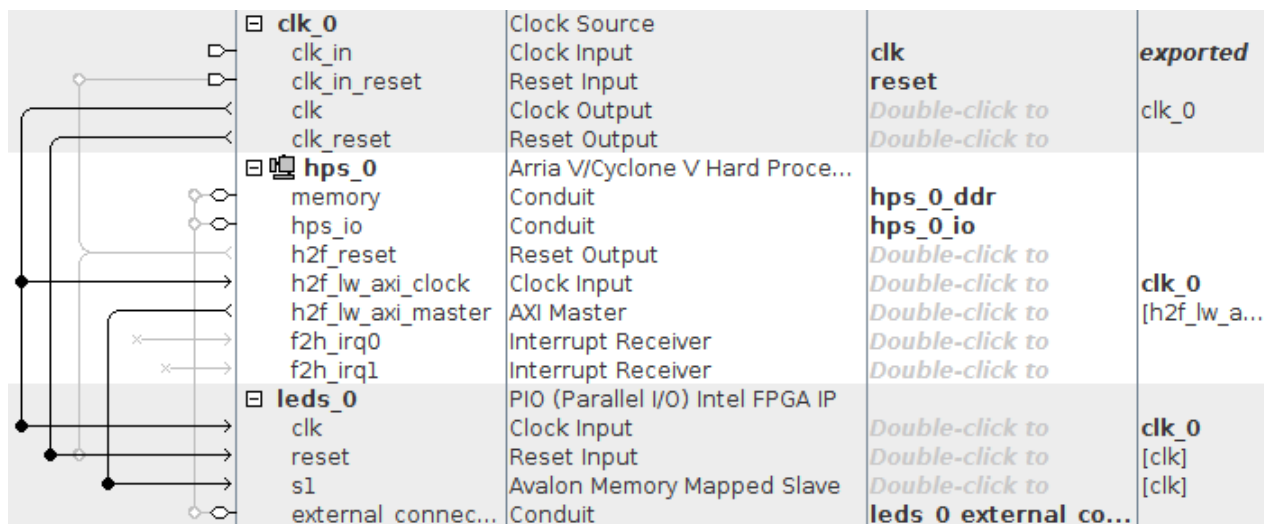 clk_0 Clock Source
clk_in Clock Input clk exported
clk_in_reset Reset Input reset
clk Clock Output Double-click to clk_0
clk_reset Reset Output Double-click to
hps_0 Arria V/Cyclone V Hard Proce...
memory Conduit hps_0_ddr
hps_io Conduit hps_0_io
h2f_reset Reset Output Double-click to
h2f_lw_axi_clock Clock Input Double-click to clk_0
h2f_lw_axi_master AXI Master Double-click to [h2f_lw_a...
f2h_irq0 Interrupt Receiver Double-click to
f2h_irq1 Interrupt Receiver Double-click to
leds_0 PIO (Parallel I/O) Intel FPGA IP
clk Clock Input Double-click to clk_0
reset Reset Input Double-click to [clk]
s1 Avalon Memory Mapped Slave Double-click to [clk]
external_connec... Conduit leds_0_external_co...